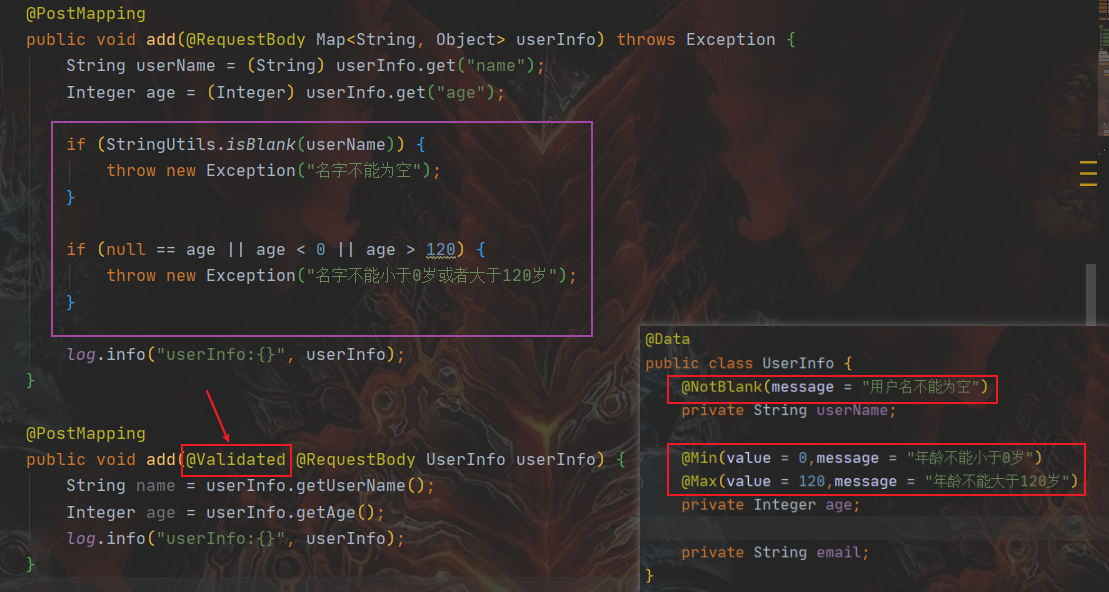 @PostMapping
public void add(@RequestBody Map<String, Object> userInfo) throws Exception {
String userName = (String) userInfo.get("name");
Integer age = (Integer) userInfo.get("age");
if (StringUtils.isBlank(userName)) {
throw new Exception("名字不能为空");
}
if (null == age || age < 0 || age > 120) {
throw new Exception("名字不能小于0岁或者大于120岁");
}
log.info("userInfo:{}", userInfo);
}
@PostMapping
public void add(@Validated @RequestBody UserInfo userInfo) {
String name = userInfo.getUserName();
Integer age = userInfo.getAge();
log.info("userInfo:{}", userInfo);
}
@Data
public class UserInfo {
@NotBlank(message = "用户名不能为空")
private String userName;
@Min(value = 0,message = "年龄不能小于0岁")
@Max(value = 120,message = "年龄不能大于120岁")
private Integer age;
private String email;
}